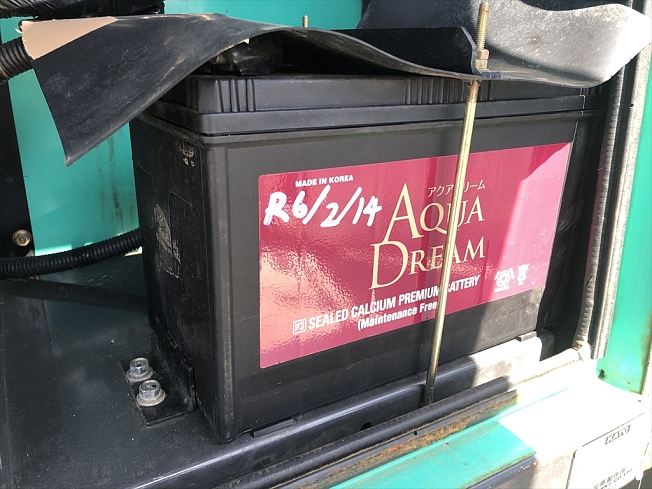 MADE IN KOREA
R6/2/14
アクアドリーム
AQUA
DREAM
SEALED CALCIUM PREMIUM BATTERY
(Maintenance Free)
KATO